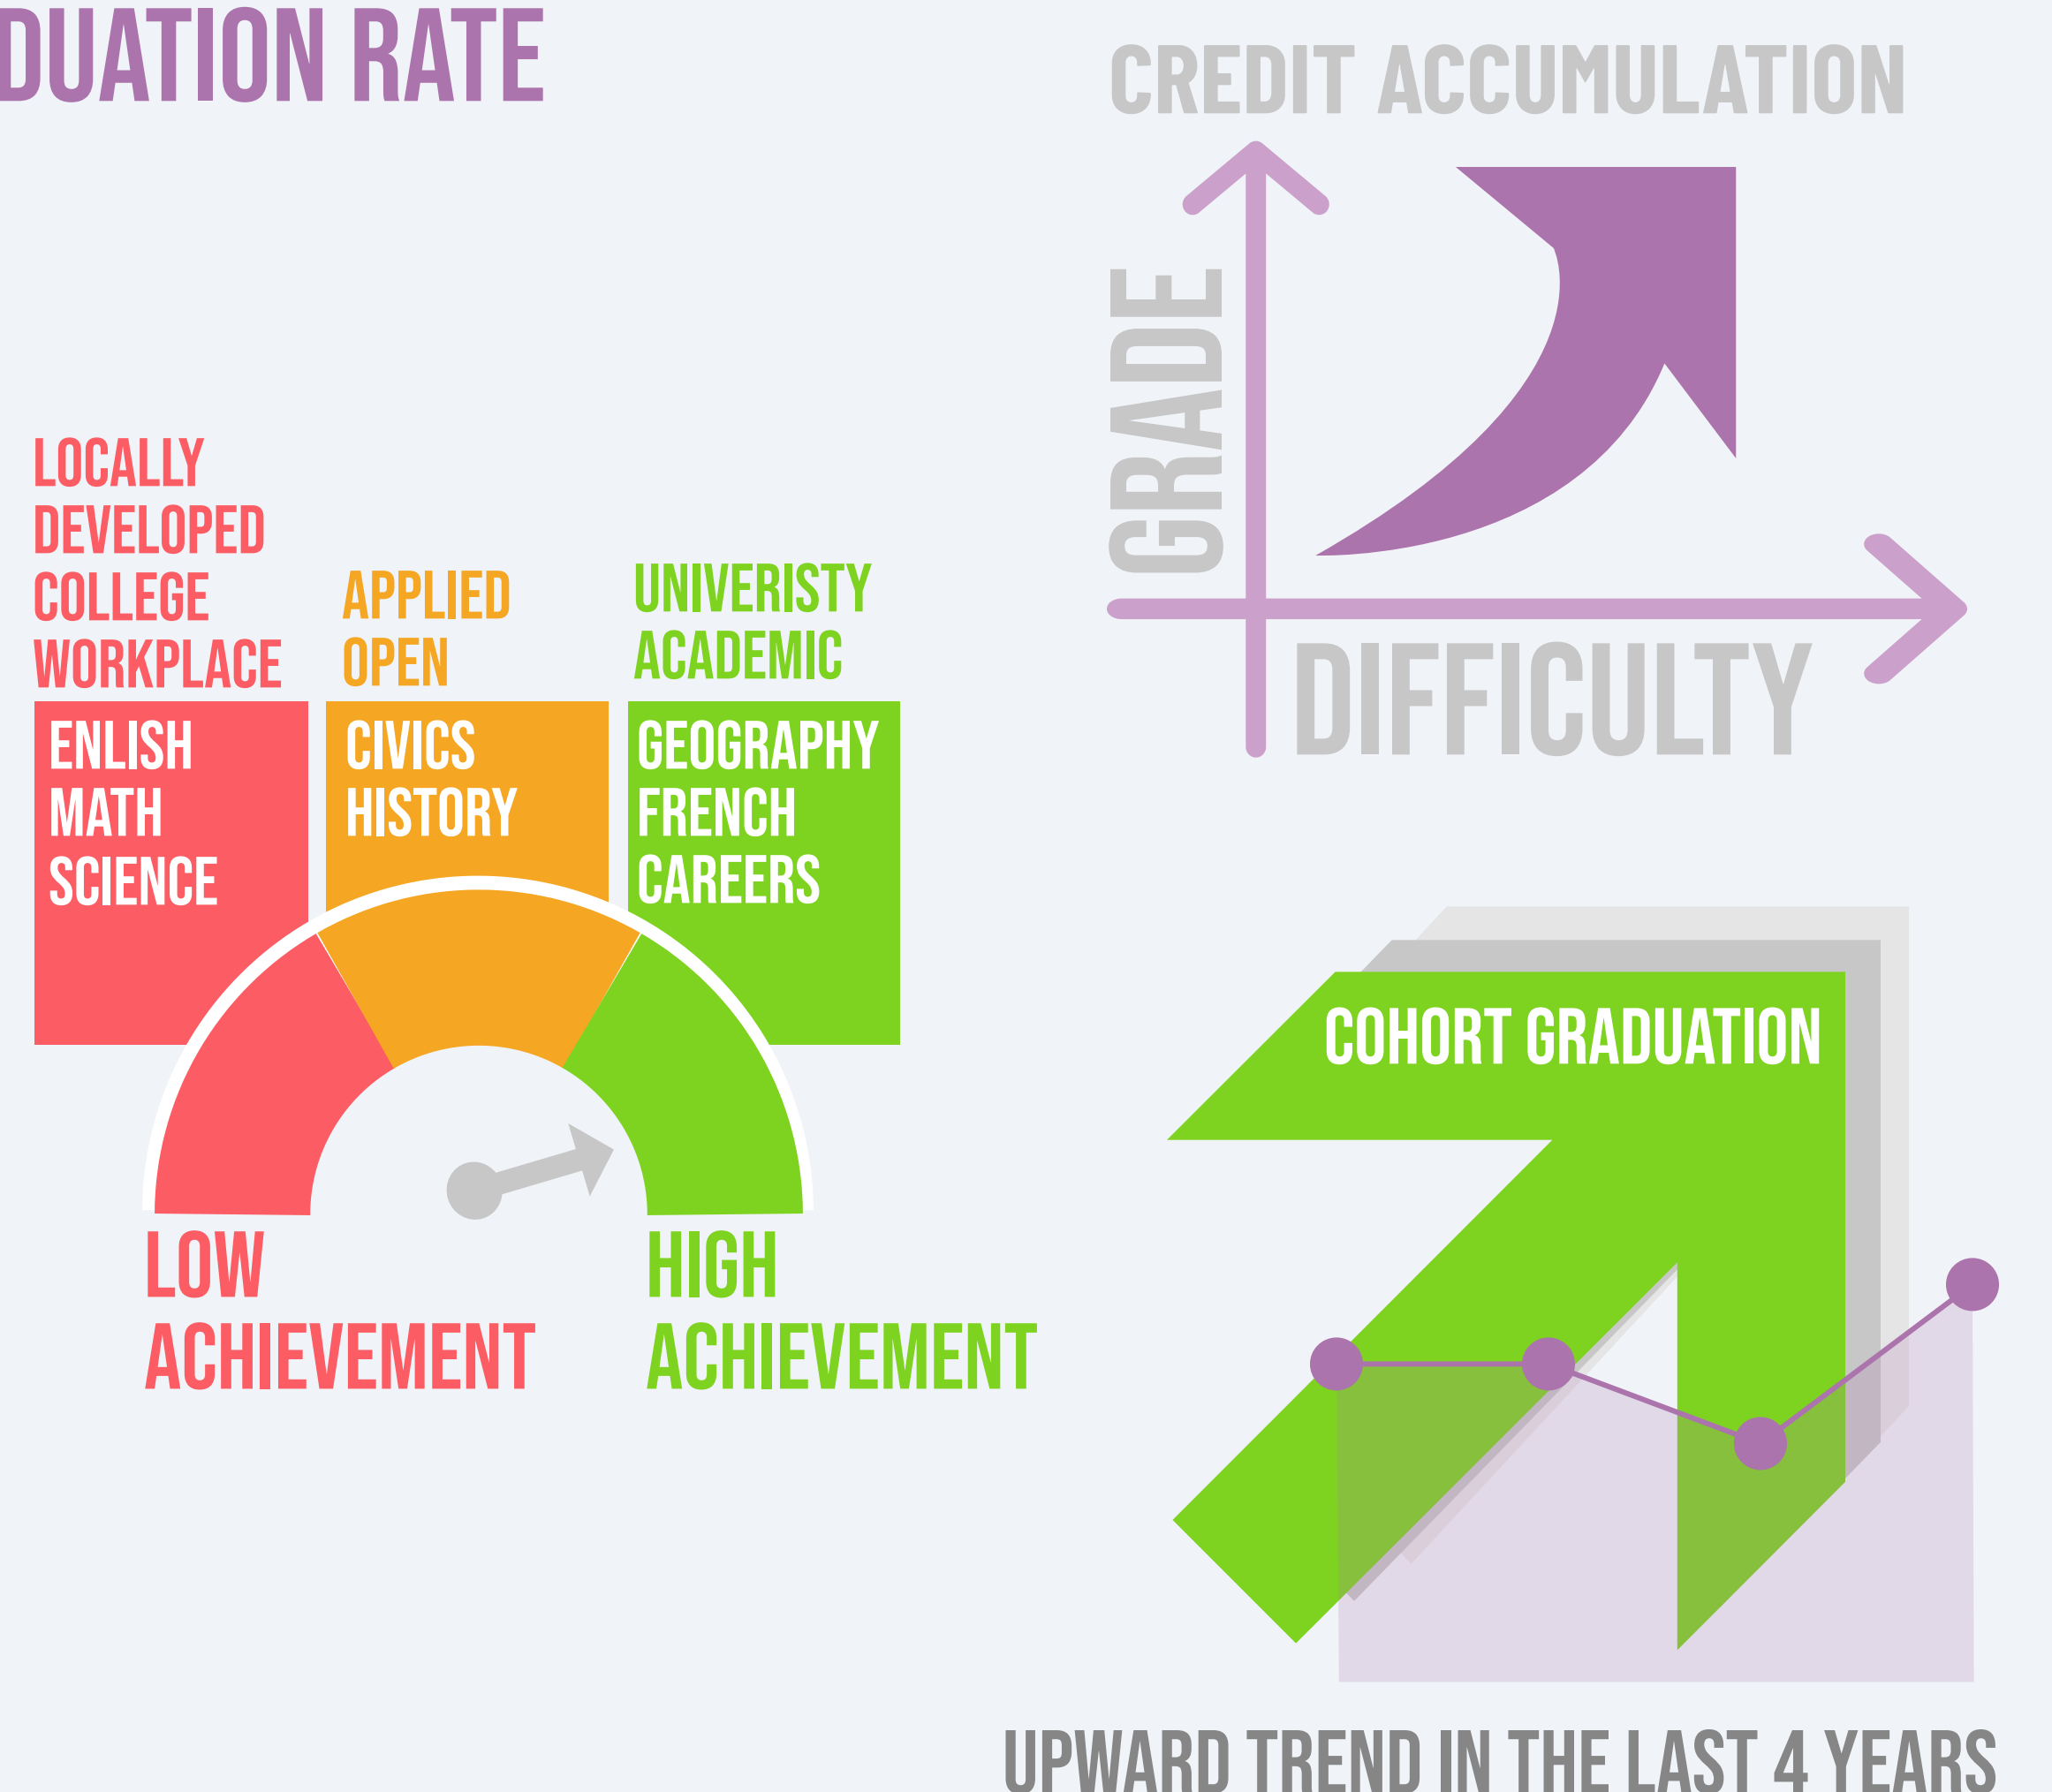 DUATION RATE
CREDIT ACCUMULATION
GRADE
DIFFICULTY
LOCALLY
DEVELOPED
COLLEGE
WORKPLACE
APPLIED
OPEN
UNIVERISTY
ACADEMIC
ENLISH
MATH
SCIENCE
CIVICS
HISTORY
GEOGRAPHY
FRENCH
CAREERS
LOW
ACHIEVEMENT
HIGH
ACHIEVEMENT
COHORT GRADUATION
UPWARD TREND IN THE LAST 4 YEARS